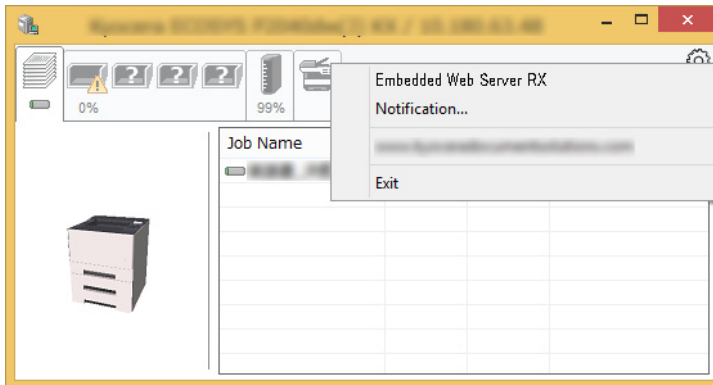 ? ? ?
0%
99%
Embedded Web Server RX
Notification...
Exit
Job Name